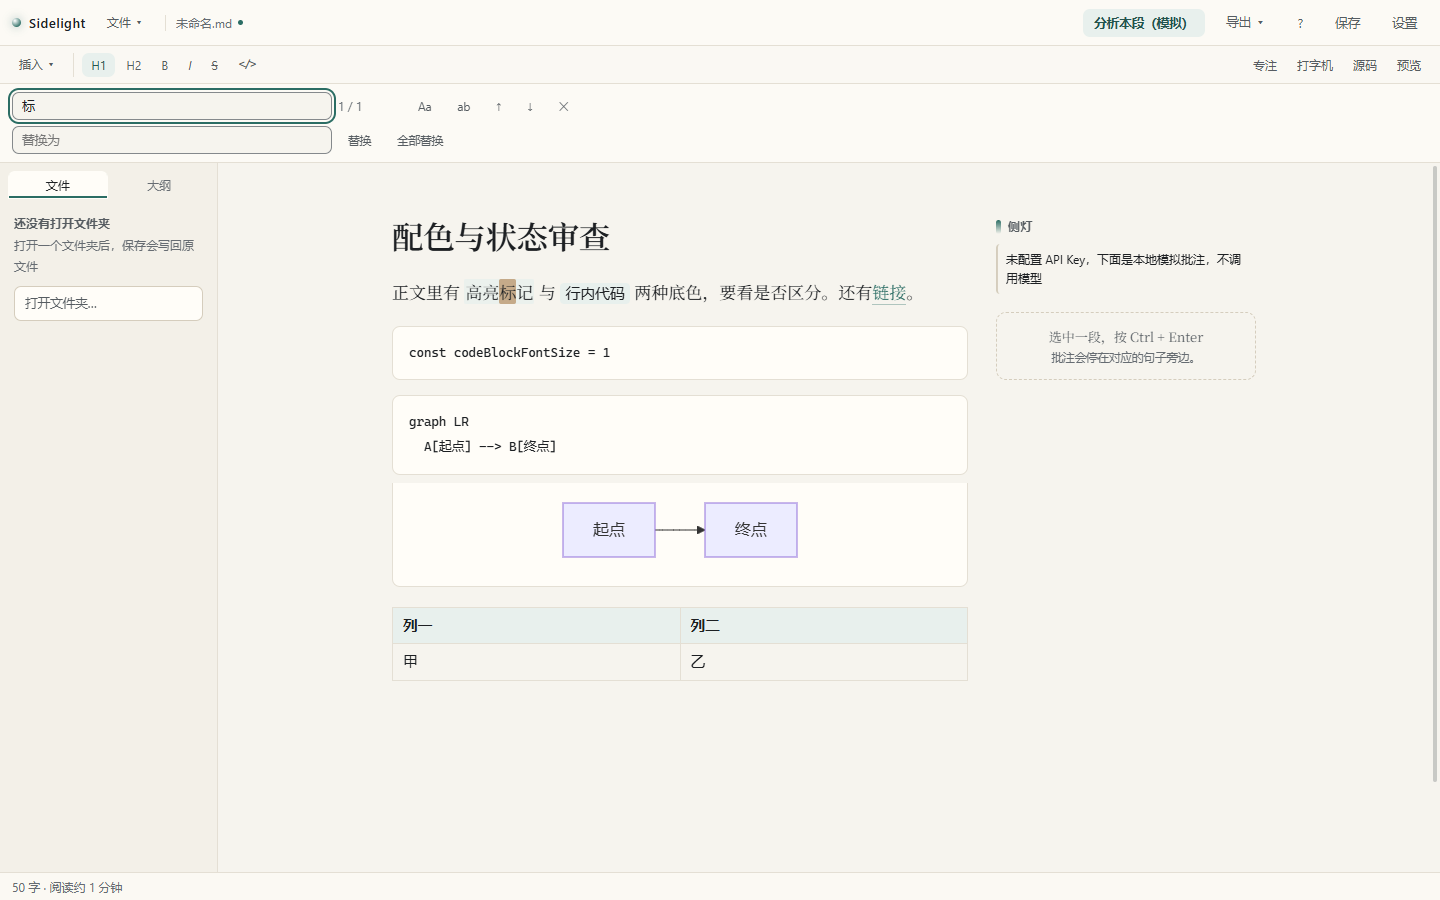 Sidelight 文件 ▾ 未命名.md ● 分析本段（模拟） 导出 ▾ ? 保存 设置
插入 ▾ H1 H2 B I S </> 专注 打字机 源码 预览
标 1 / 1 Aa ab ↑ ↓ ×
替换为 替换 全部替换
文件 大纲
还没有打开文件夹
打开一个文件夹后，保存会写回原
文件
打开文件夹...
配色与状态审查
正文里有 高亮标记 与 行内代码 两种底色，要看是否区分。还有链接。
const codeBlockFontSize = 1
graph LR
A[起点] --> B[终点]
起点 终点
列一 列二
甲 乙
侧灯
未配置 API Key，下面是本地模拟批注，不调
用模型
选中一段，按 Ctrl + Enter
批注会停在对应的句子旁边。
50 字 · 阅读约 1 分钟